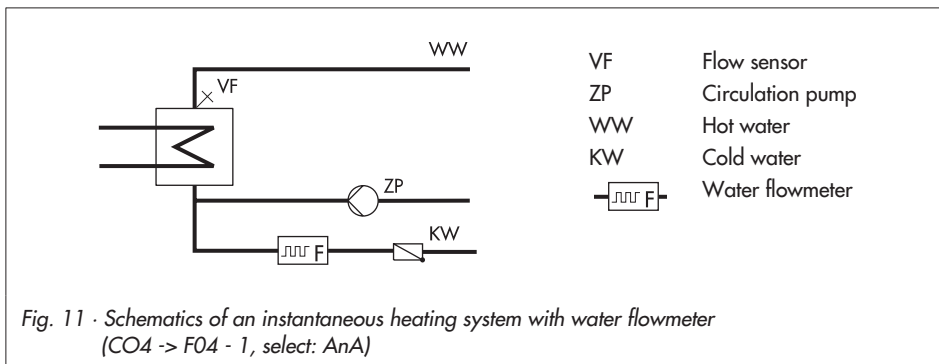 WW
VF
ZP
KW
F
VF Flow sensor
ZP Circulation pump
WW Hot water
KW Cold water
F Water flowmeter
Fig. 11 · Schematics of an instantaneous heating system with water flowmeter
(CO4 -> F04 - 1, select: AnA)